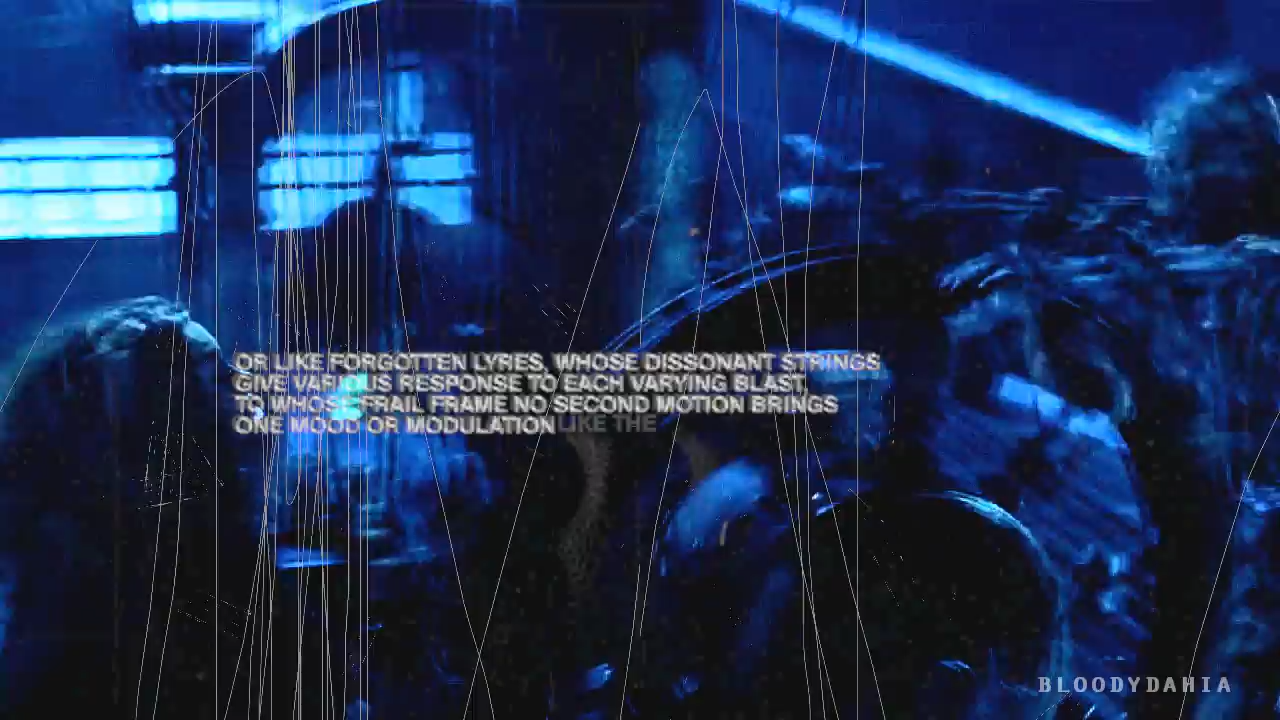 OR LIKE FORGOTTEN LYRES, WHOSE DISSONANT STRINGS
GIVE VARIOUS RESPONSE TO EACH VARYING BLAST,
TO WHOSE FRAIL FRAME NO SECOND MOTION BRINGS
ONE MOOD OR MODULATION LIKE THE
BLOODYDAHIA